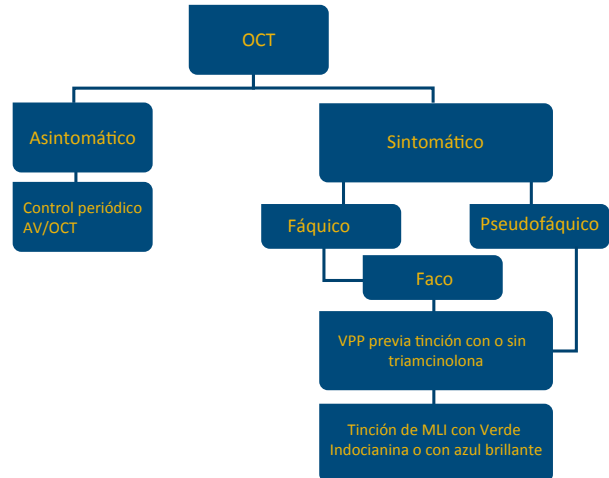 OCT
Asintomático
Sintomático
Control periódico
AV/OCT
Fáquico
Pseudofáquico
Faco
VPP previa tinción con o sin
triamcinolona
Tinción de MLI con Verde
Indocianina o con azul brillante